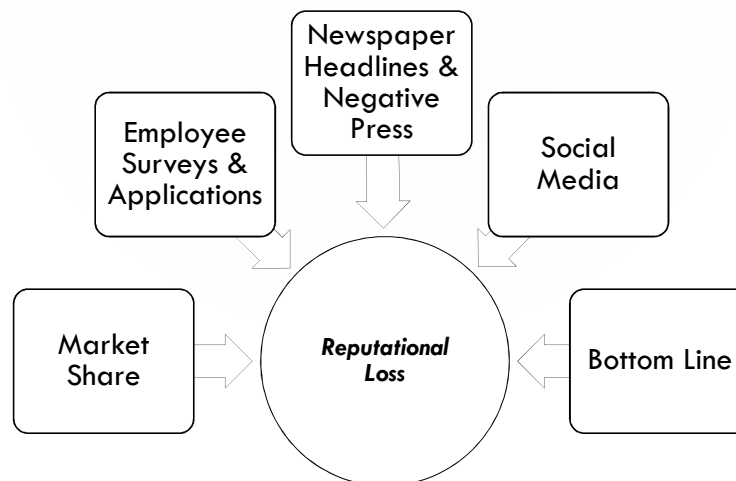 Newspaper
Headlines &
Negative
Press
Employee
Surveys &
Applications
Social
Media
Market
Share
Reputational
Loss
Bottom Line